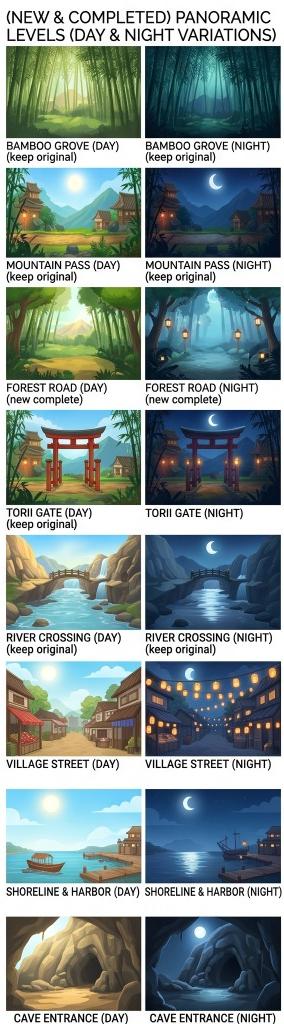 (NEW & COMPLETED) PANORAMIC
LEVELS (DAY & NIGHT VARIATIONS)
BAMBOO GROVE (DAY)
(keep original)
BAMBOO GROVE (NIGHT)
(keep original)
MOUNTAIN PASS (DAY)
(keep original)
MOUNTAIN PASS (NIGHT)
(keep original)
FOREST ROAD (DAY)
(new complete)
FOREST ROAD (NIGHT)
(new complete)
TORII GATE (DAY)
(keep original)
TORII GATE (NIGHT)
RIVER CROSSING (DAY)
(keep original)
RIVER CROSSING (NIGHT)
(keep original)
VILLAGE STREET (DAY)
VILLAGE STREET (NIGHT)
SHORELINE & HARBOR (DAY)
SHORELINE & HARBOR (NIGHT)
CAVE ENTRANCE (DAY)
CAVE ENTRANCE (NIGHT)